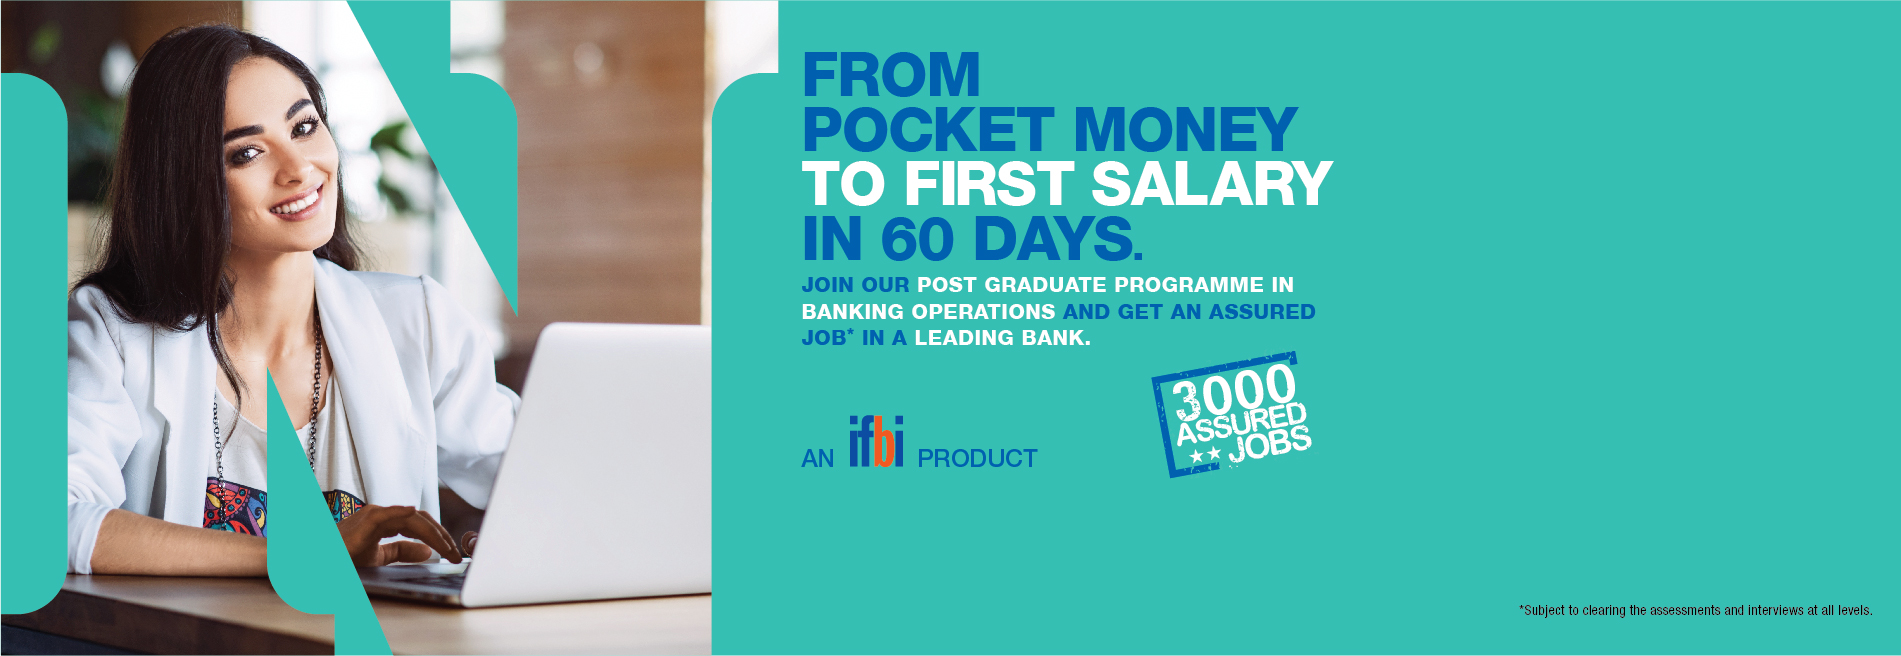 FROM
POCKET MONEY
TO FIRST SALARY
IN 60 DAYS.
JOIN OUR POST GRADUATE PROGRAMME IN
BANKING OPERATIONS AND GET AN ASSURED
JOB* IN A LEADING BANK.
3000
ASSURED
JOBS
AN ifbi PRODUCT
*Subject to clearing the assessments and interviews at all levels.